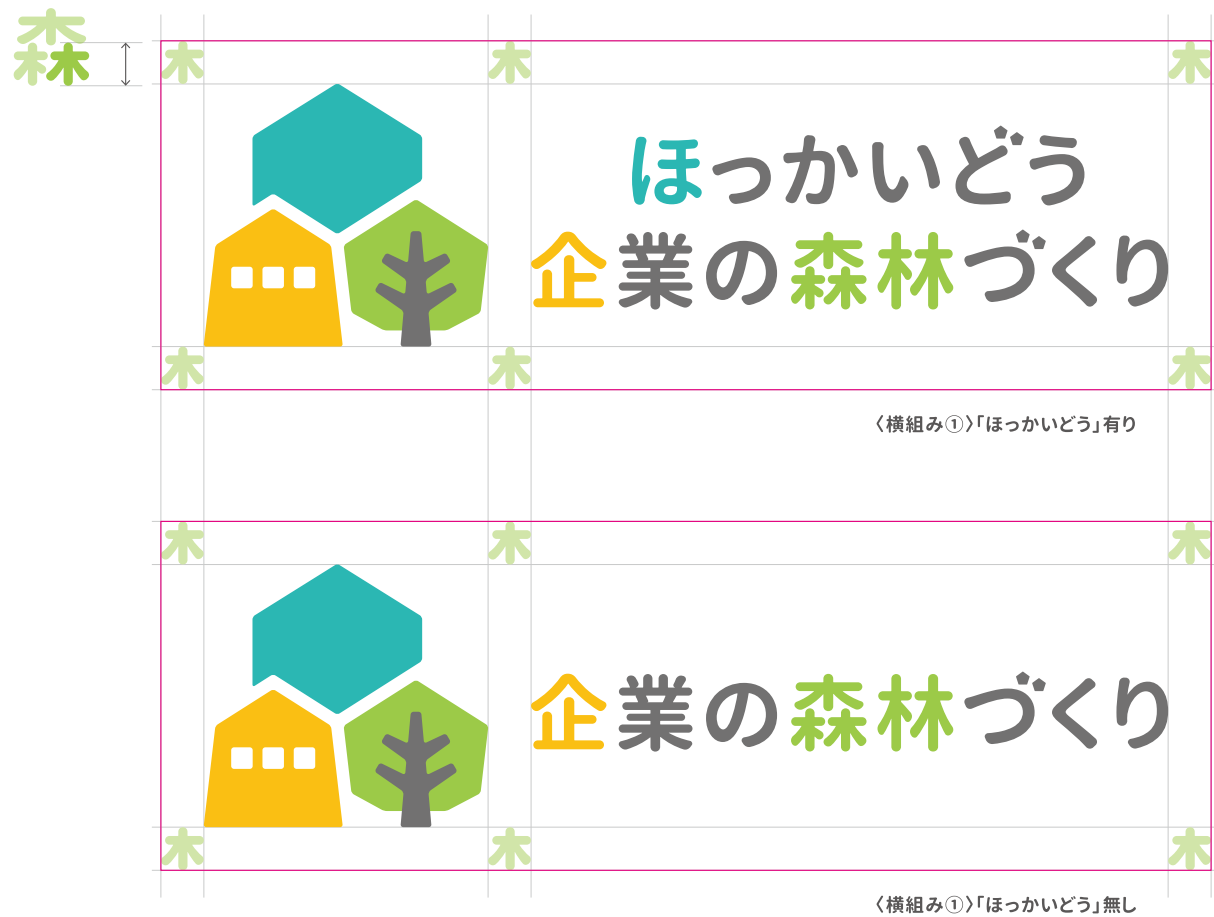 森
木 木 木
ほっかいどう
企業の森林づくり
木 木 木
〈横組み①〉「ほっかいどう」有り
木 木 木
企業の森林づくり
木 木 木
〈横組み①〉「ほっかいどう」無し